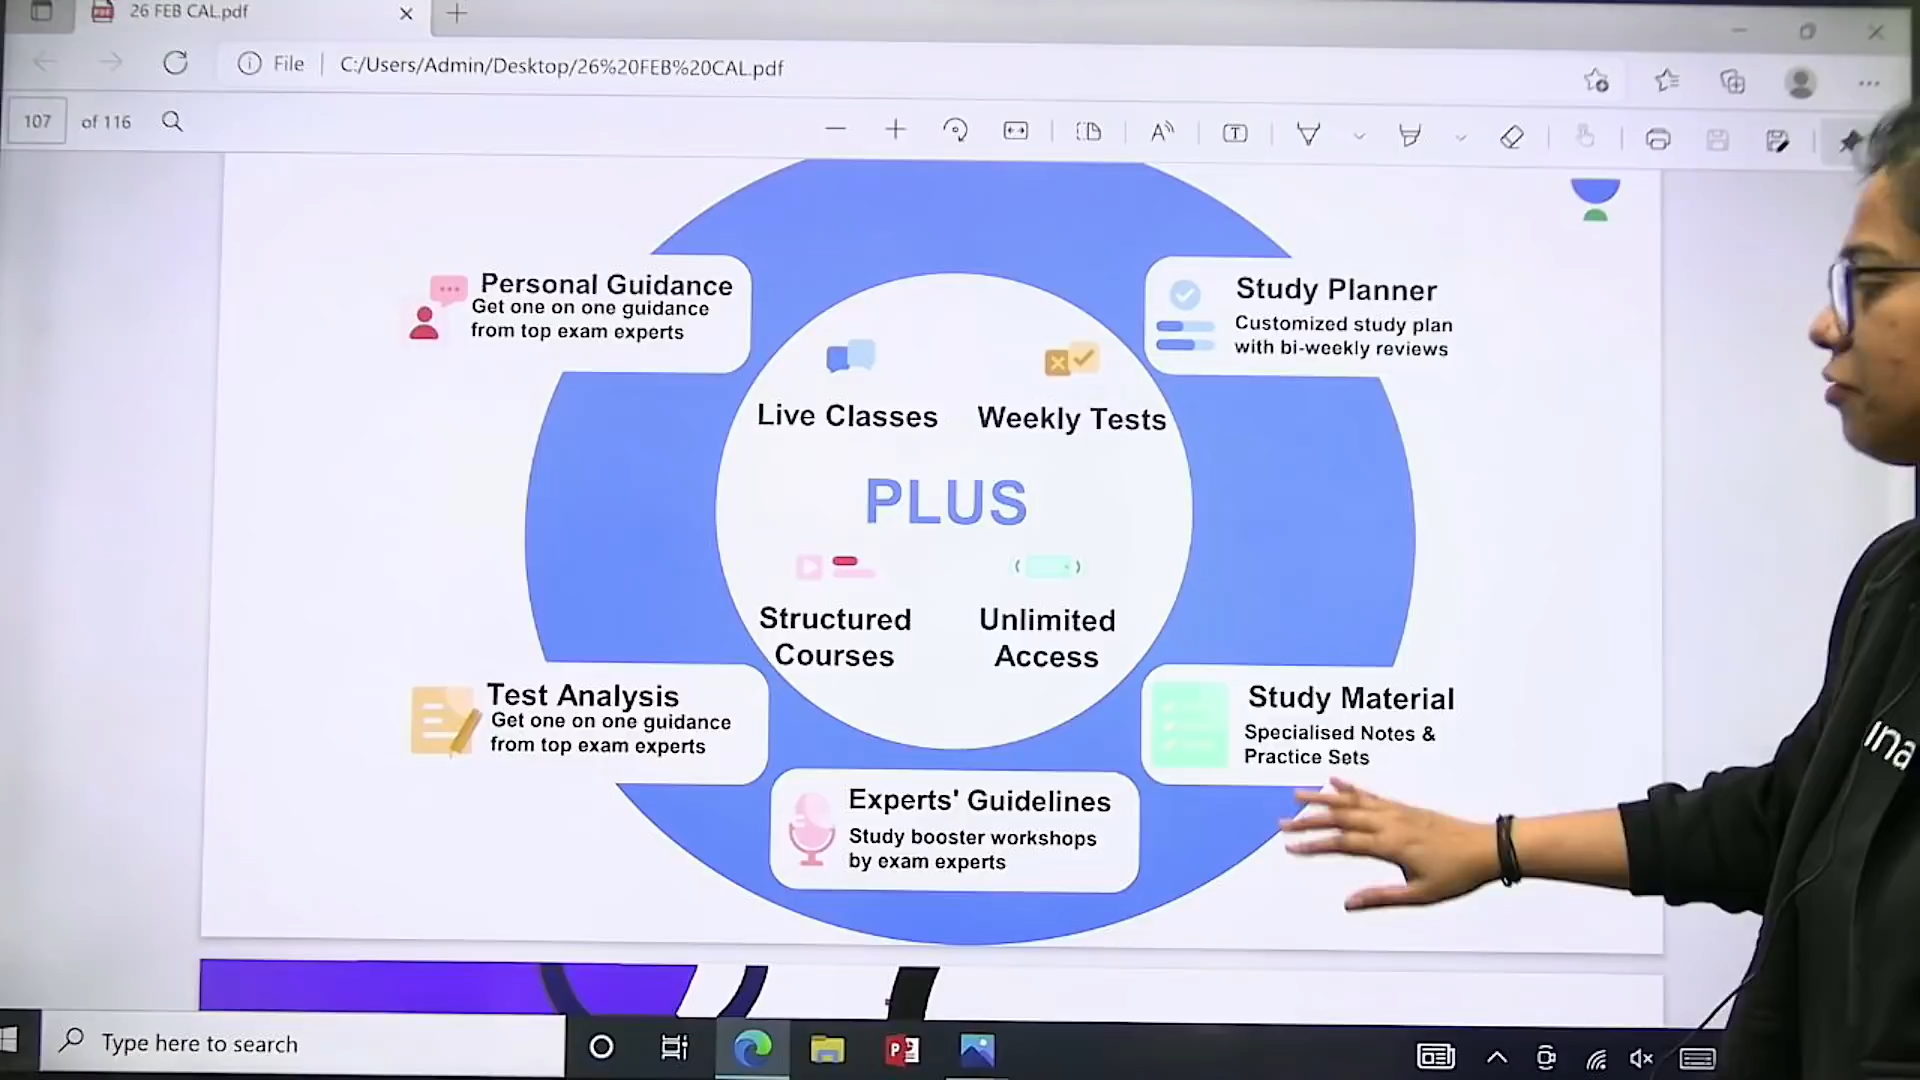 26 FEB CAL.pdf
File
C:/Users/Admin/Desktop/26%20FEB%20CAL.pdf
107 of 116
Personal Guidance
Get one on one guidance
from top exam experts
Study Planner
Customized study plan
with bi-weekly reviews
Live Classes
Weekly Tests
PLUS
Structured
Courses
Unlimited
Access
Test Analysis
Get one on one guidance
from top exam experts
Study Material
Specialised Notes &
Practice Sets
Experts' Guidelines
Study booster workshops
by exam experts
Type here to search